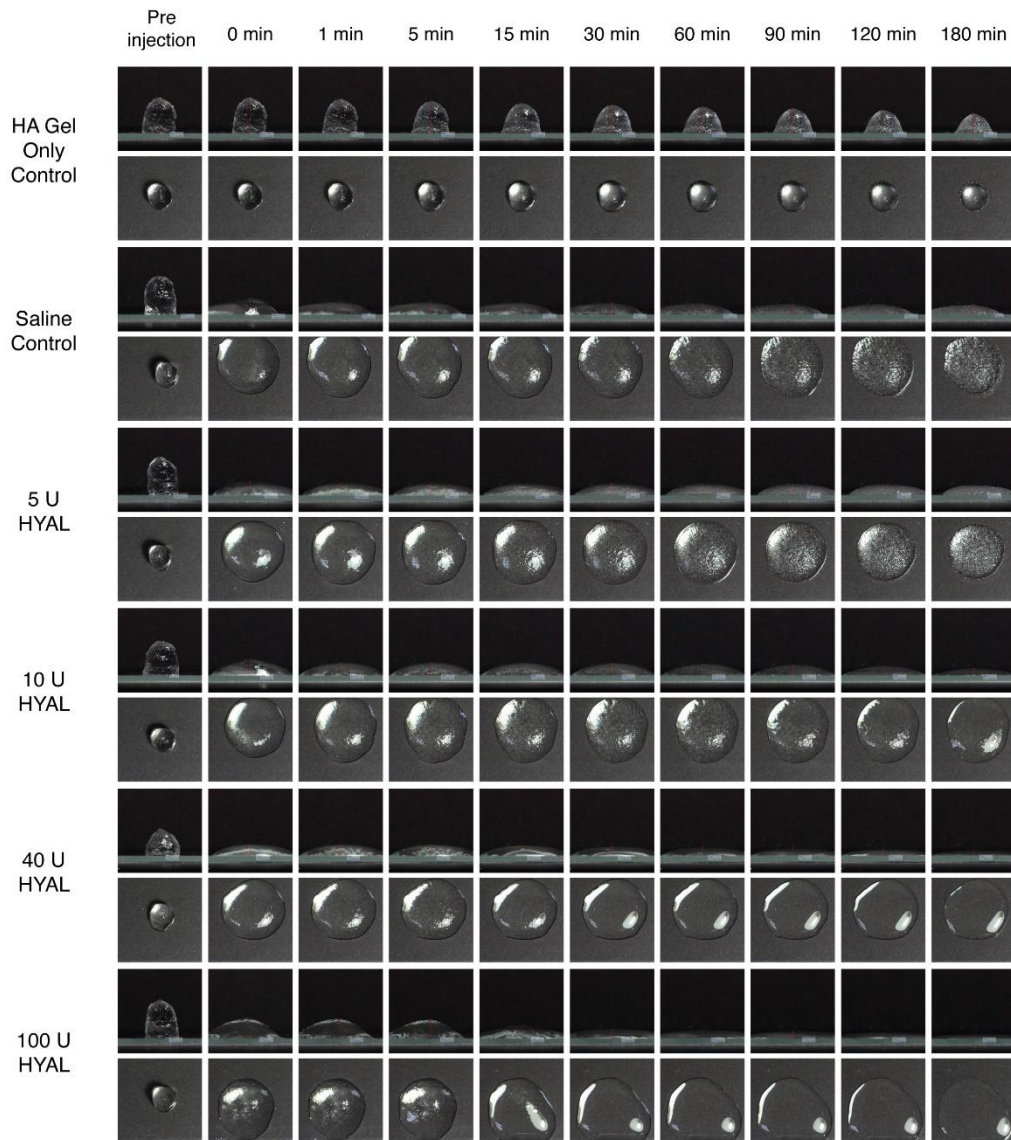 Pre
injection
0 min
1 min
5 min
15 min
30 min
60 min
90 min
120 min
180 min
HA Gel
Only
Control
Saline
Control
5 U
HYAL
10 U
HYAL
40 U
HYAL
100 U
HYAL